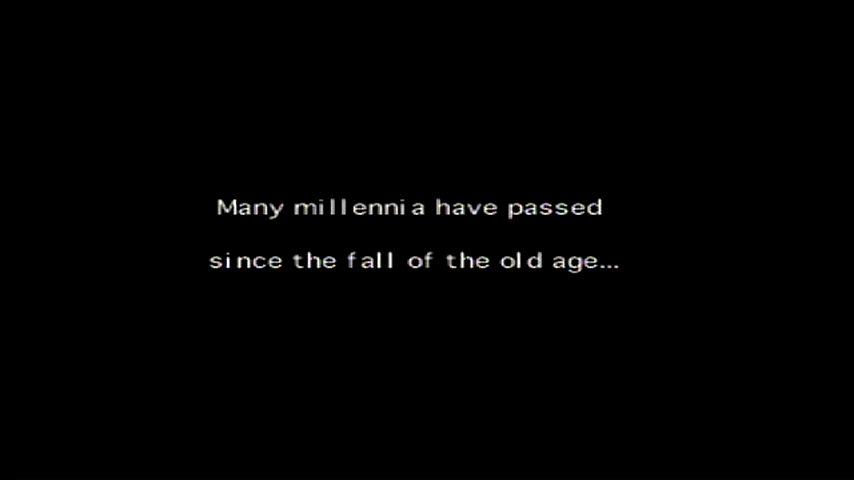 Many millennia have passed
since the fall of the old age...